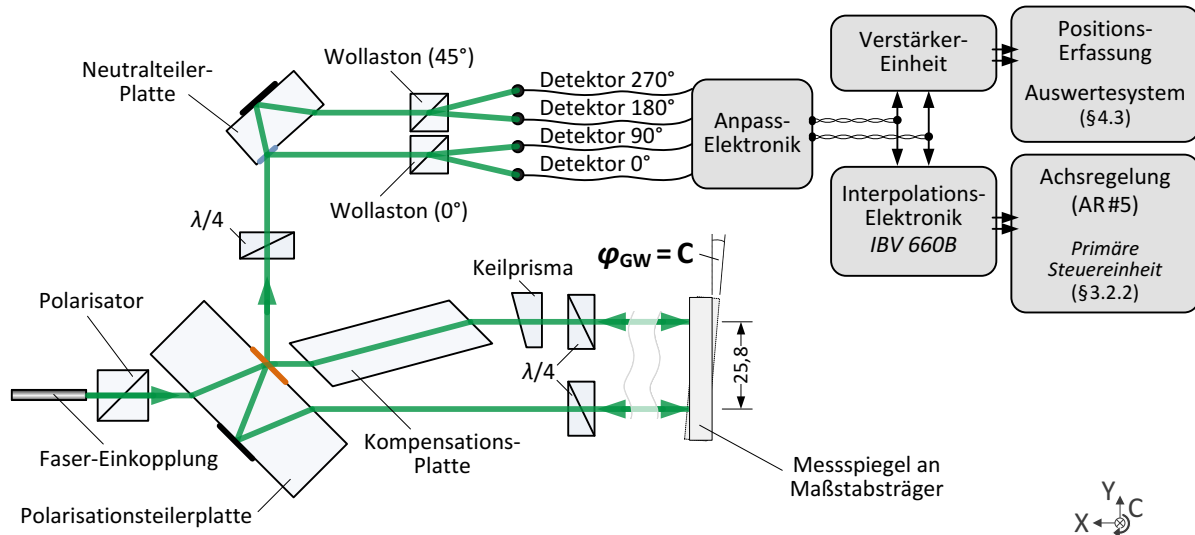 Neutralteiler-
Platte
Wollaston (45°)
Detektor 270°
Detektor 180°
Detektor 90°
Detektor 0°
Wollaston (0°)
Anpass-
Elektronik
Verstärker-
Einheit
Positions-
Erfassung
Auswertesystem
(§4.3)
Interpolations-
Elektronik
IBV 660B
Achsregelung
(AR#5)
Primäre
Steuereinheit
(§3.2.2)
λ/4
Polarisator
Keilprisma
φGW = C
λ/4
25,8
Faser-Einkopplung
Kompensations-
Platte
Polarisationsteilerplatte
Messspiegel an
Maßstabsträger
Y
C
X